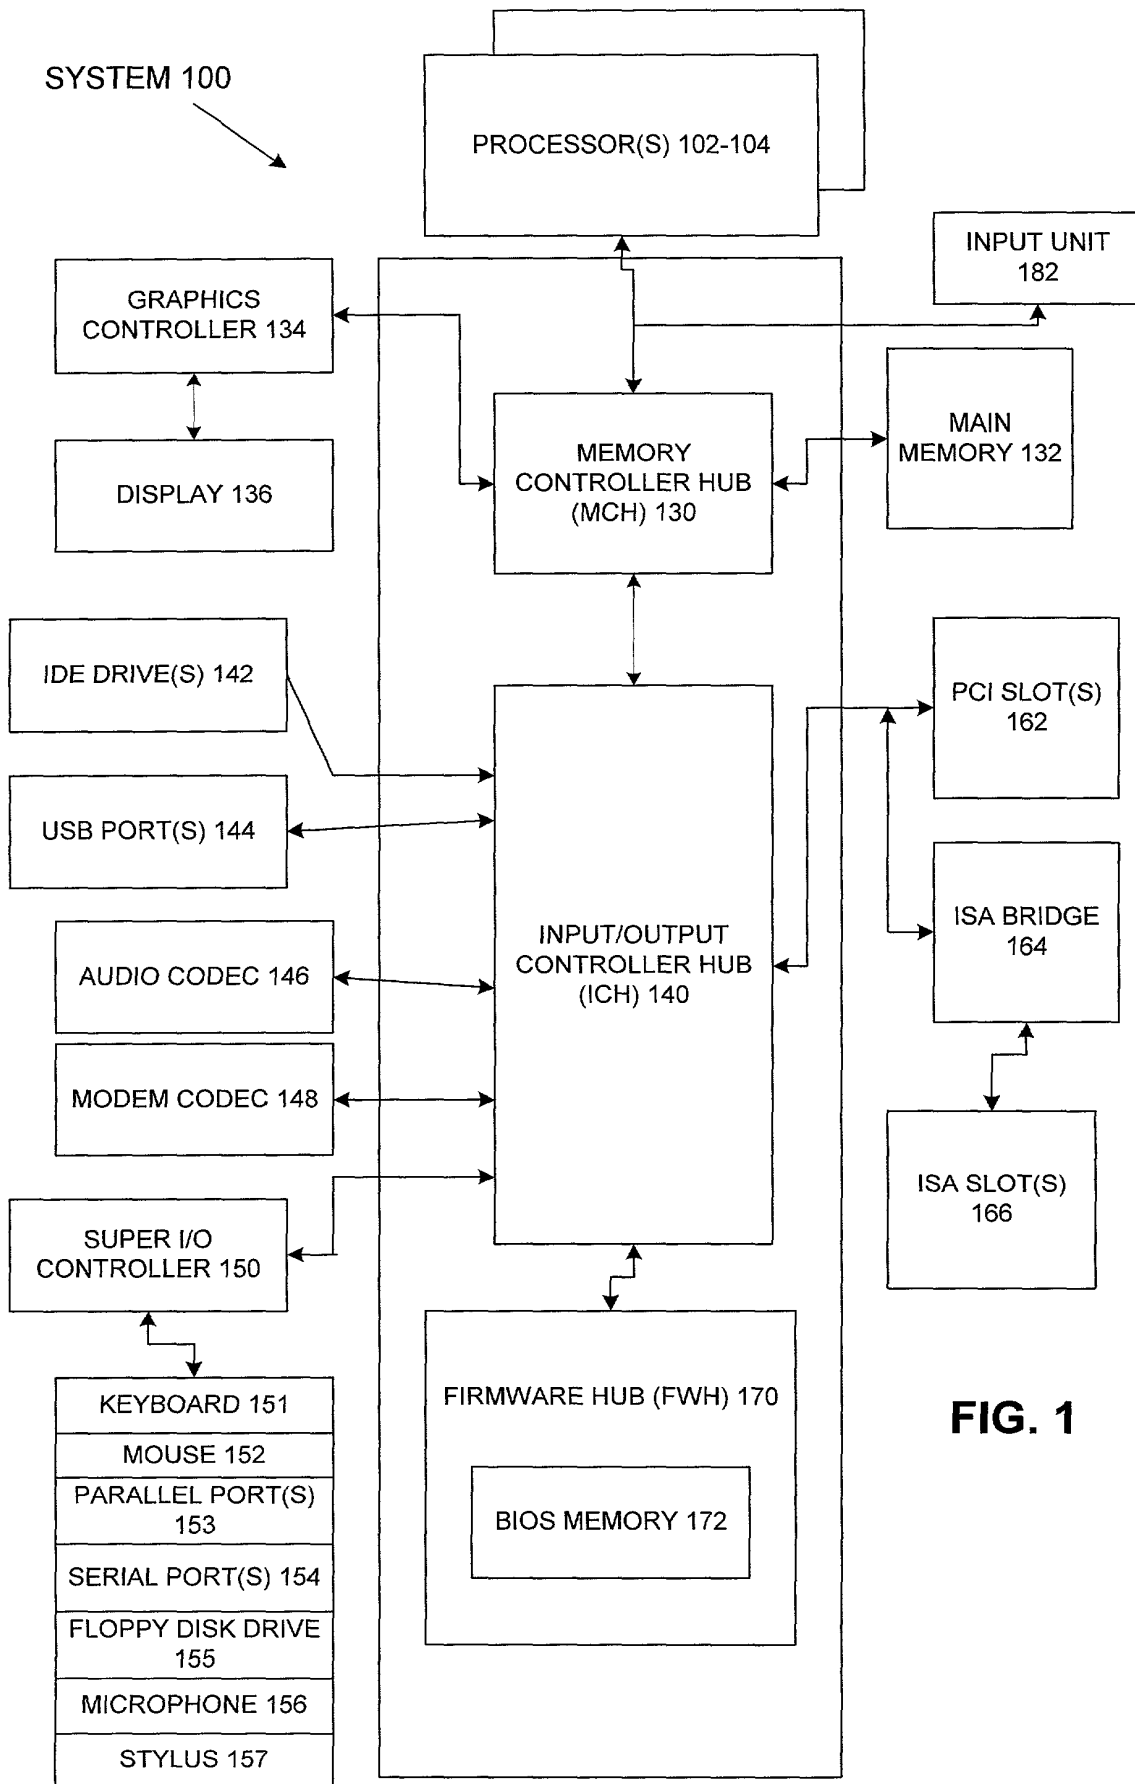 SYSTEM 100
PROCESSOR(S) 102-104
INPUT UNIT
182
GRAPHICS
CONTROLLER 134
MAIN
MEMORY 132
MEMORY
CONTROLLER HUB
(MCH) 130
DISPLAY 136
IDE DRIVE(S) 142
PCI SLOT(S)
162
USB PORT(S) 144
ISA BRIDGE
164
INPUT/OUTPUT
CONTROLLER HUB
(ICH) 140
AUDIO CODEC 146
MODEM CODEC 148
ISA SLOT(S)
166
SUPER I/O
CONTROLLER 150
FIRMWARE HUB (FWH) 170
BIOS MEMORY 172
KEYBOARD 151
MOUSE 152
PARALLEL PORT(S)
153
SERIAL PORT(S) 154
FLOPPY DISK DRIVE
155
MICROPHONE 156
STYLUS 157
FIG. 1